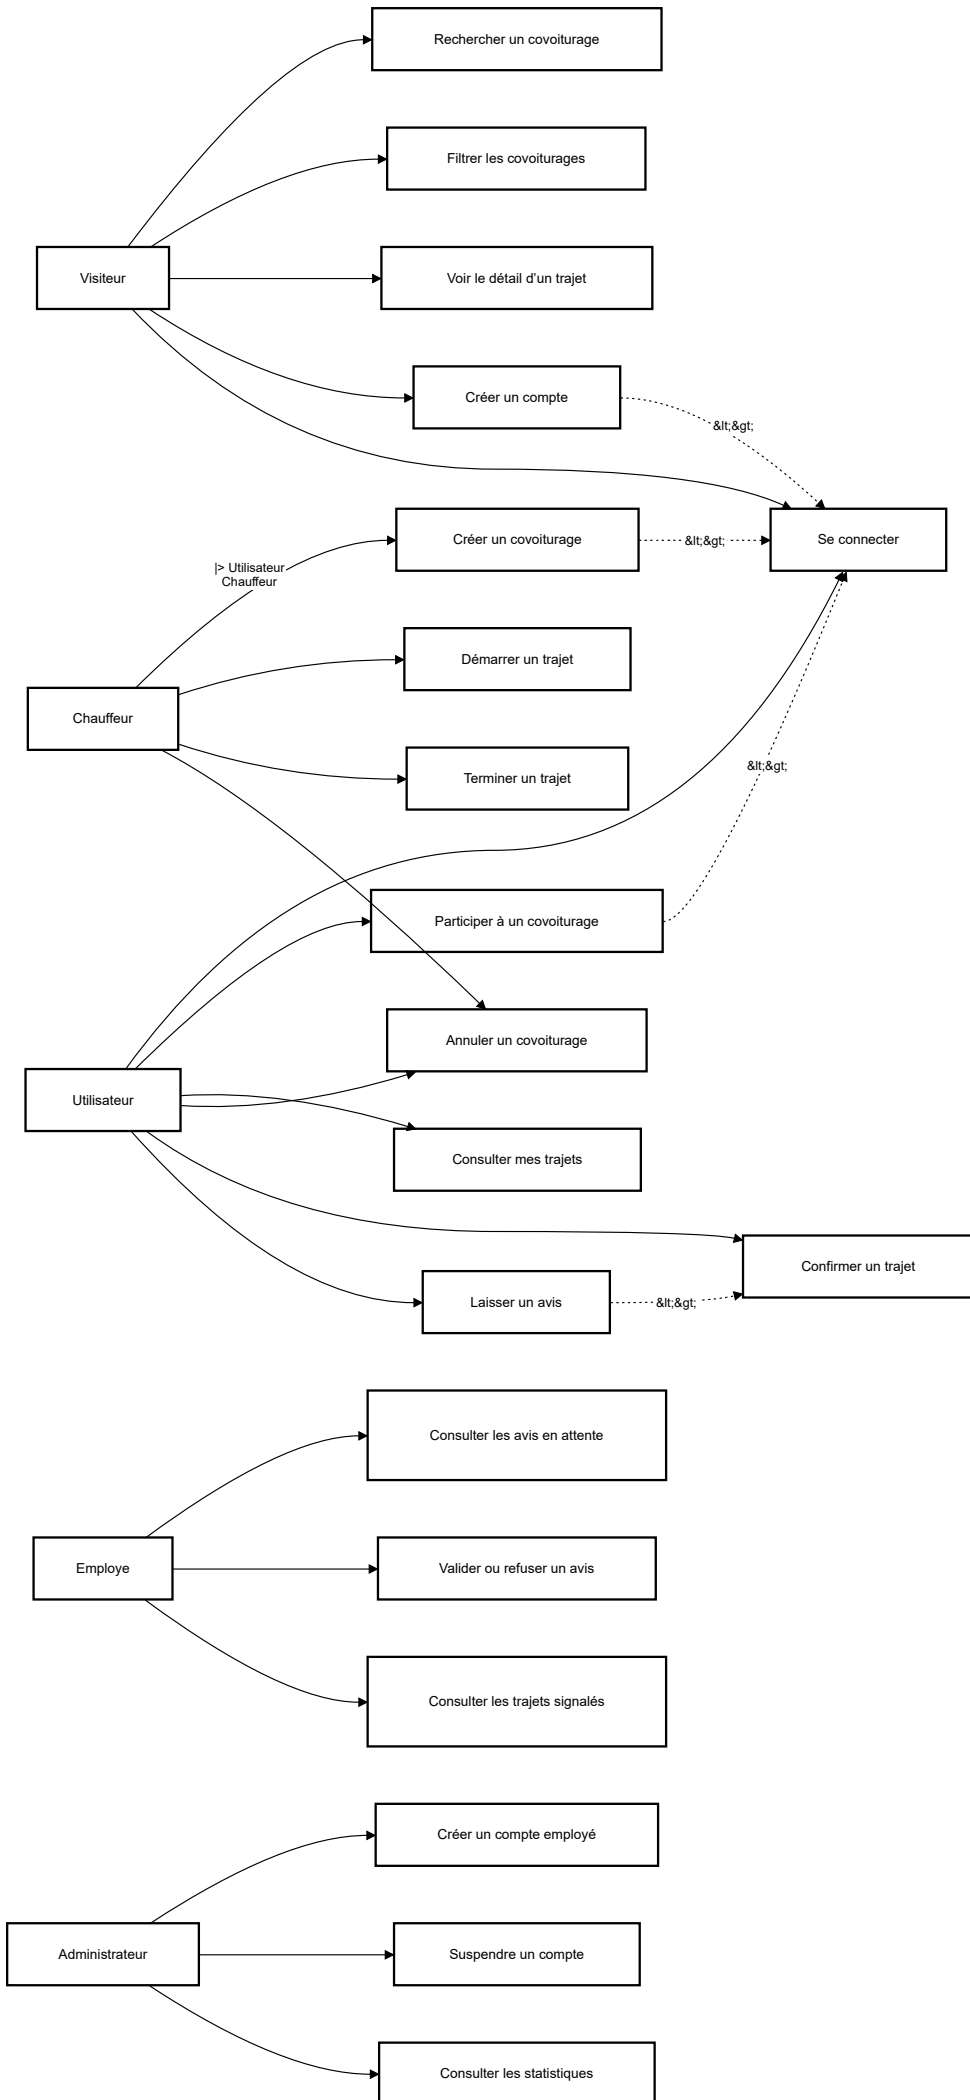 Rechercher un covoiturage
Filtrer les covoiturages
Visiteur
Voir le détail d'un trajet
Créer un compte
&lt;&gt;
Créer un covoiturage
&lt;&gt;
Se connecter
|> Utilisateur
Chauffeur
Démarrer un trajet
Chauffeur
Terminer un trajet
&lt;&gt;
Participer à un covoiturage
Annuler un covoiturage
Utilisateur
Consulter mes trajets
Confirmer un trajet
Laisser un avis
&lt;&gt;
Consulter les avis en attente
Employe
Valider ou refuser un avis
Consulter les trajets signalés
Créer un compte employé
Administrateur
Suspendre un compte
Consulter les statistiques